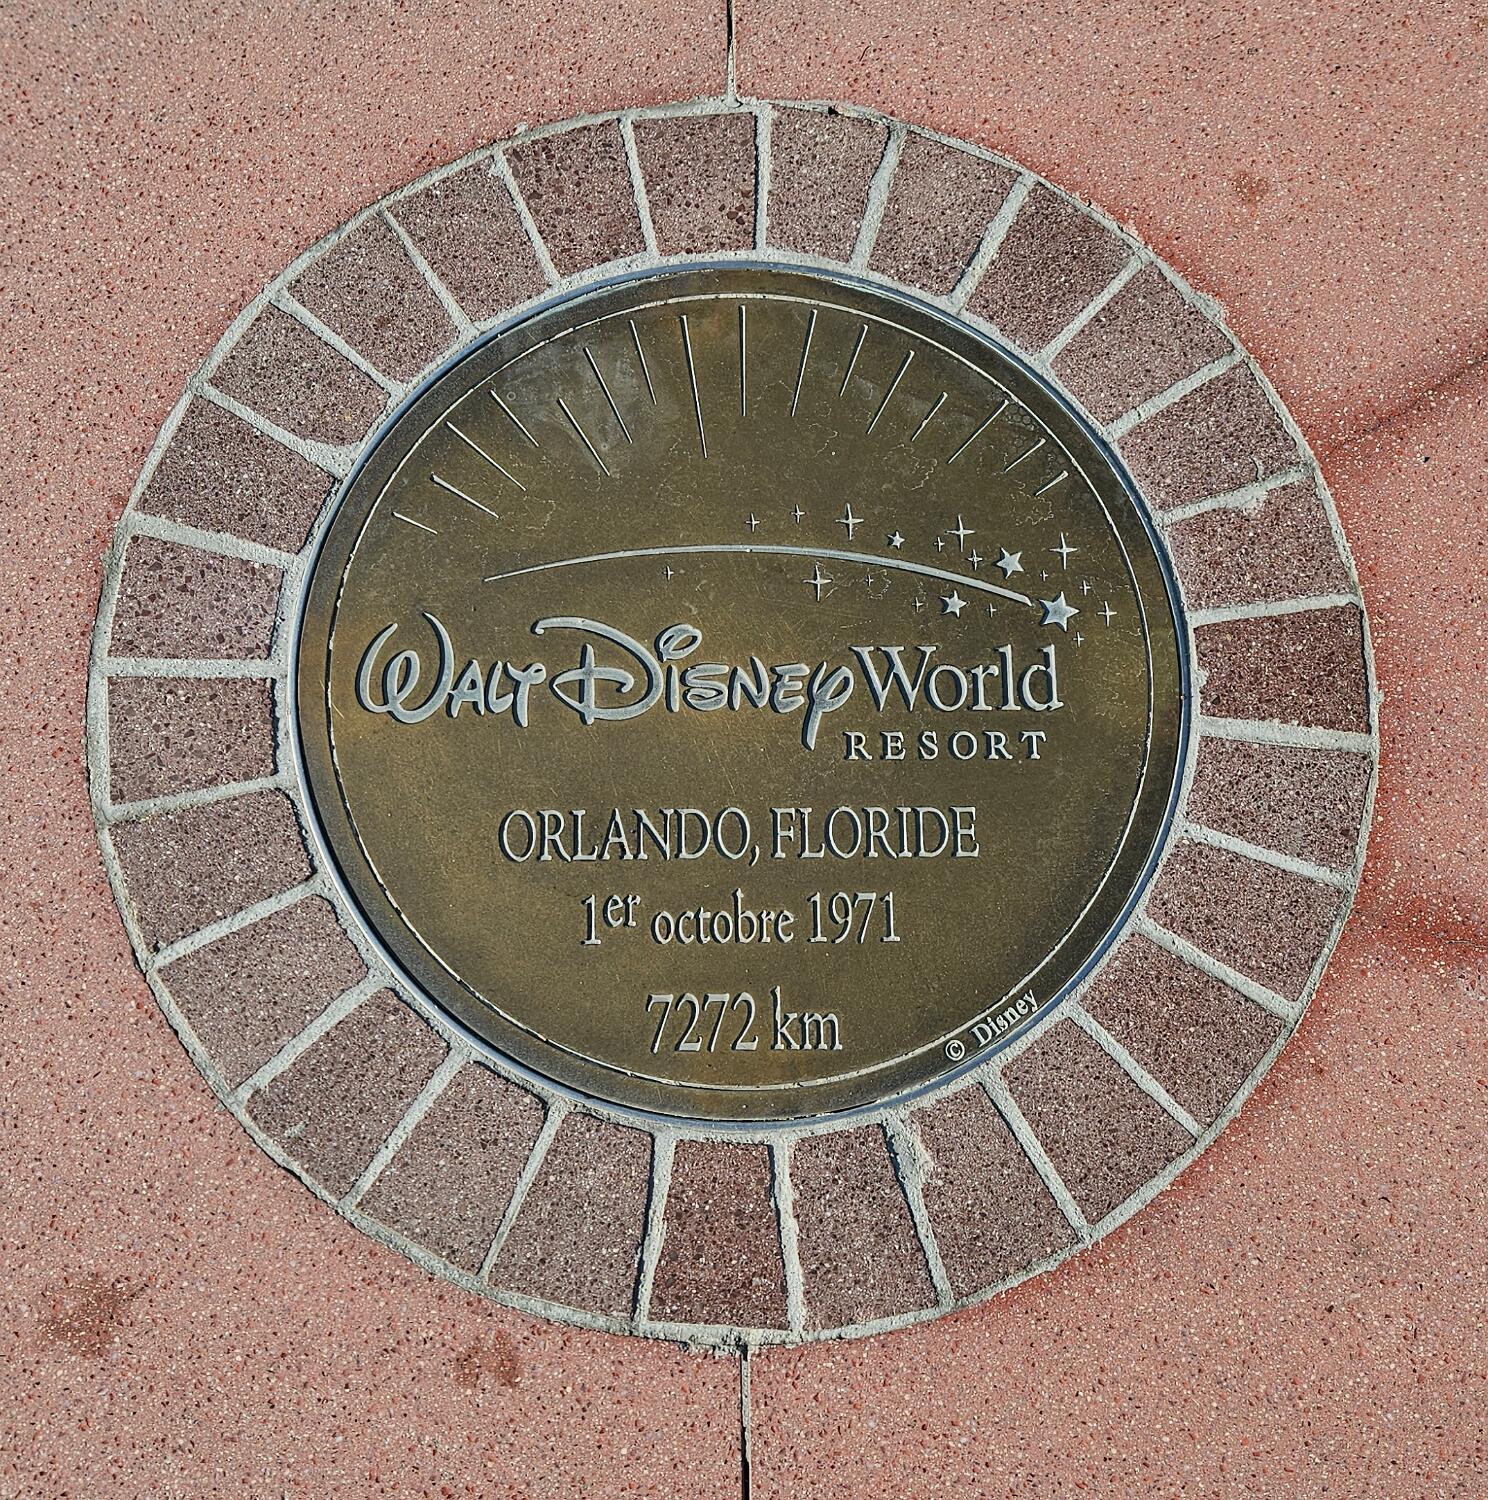 WALT DISNEY World
RESORT
ORLANDO, FLORIDE
1er octobre 1971
7272 km
© Disney